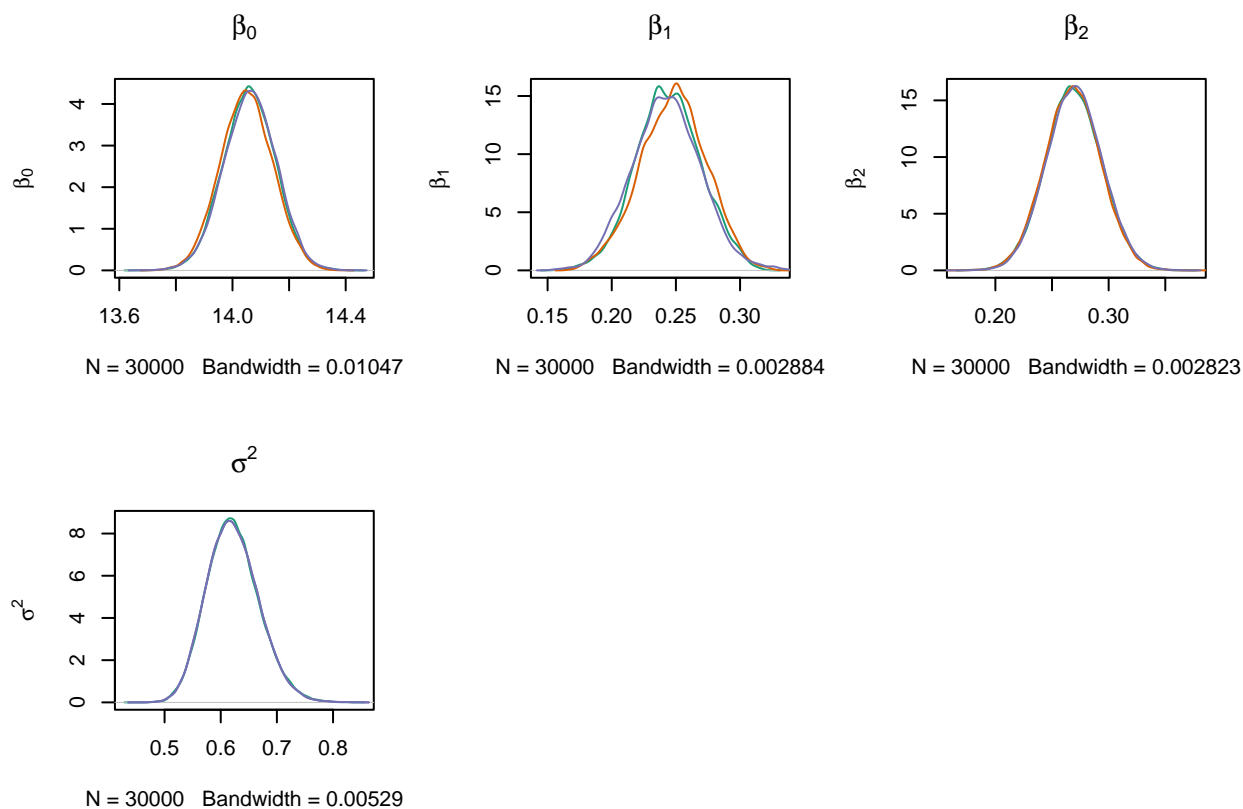 β0
β0
0
1
2
3
4
13.6
14.0
14.4
N = 30000 Bandwidth = 0.01047
β1
β1
0
5
10
15
0.15
0.20
0.25
0.30
N = 30000 Bandwidth = 0.002884
β2
β2
0
5
10
15
0.20
0.30
N = 30000 Bandwidth = 0.002823
σ2
σ2
0
2
4
6
8
0.5
0.6
0.7
0.8
N = 30000 Bandwidth = 0.00529